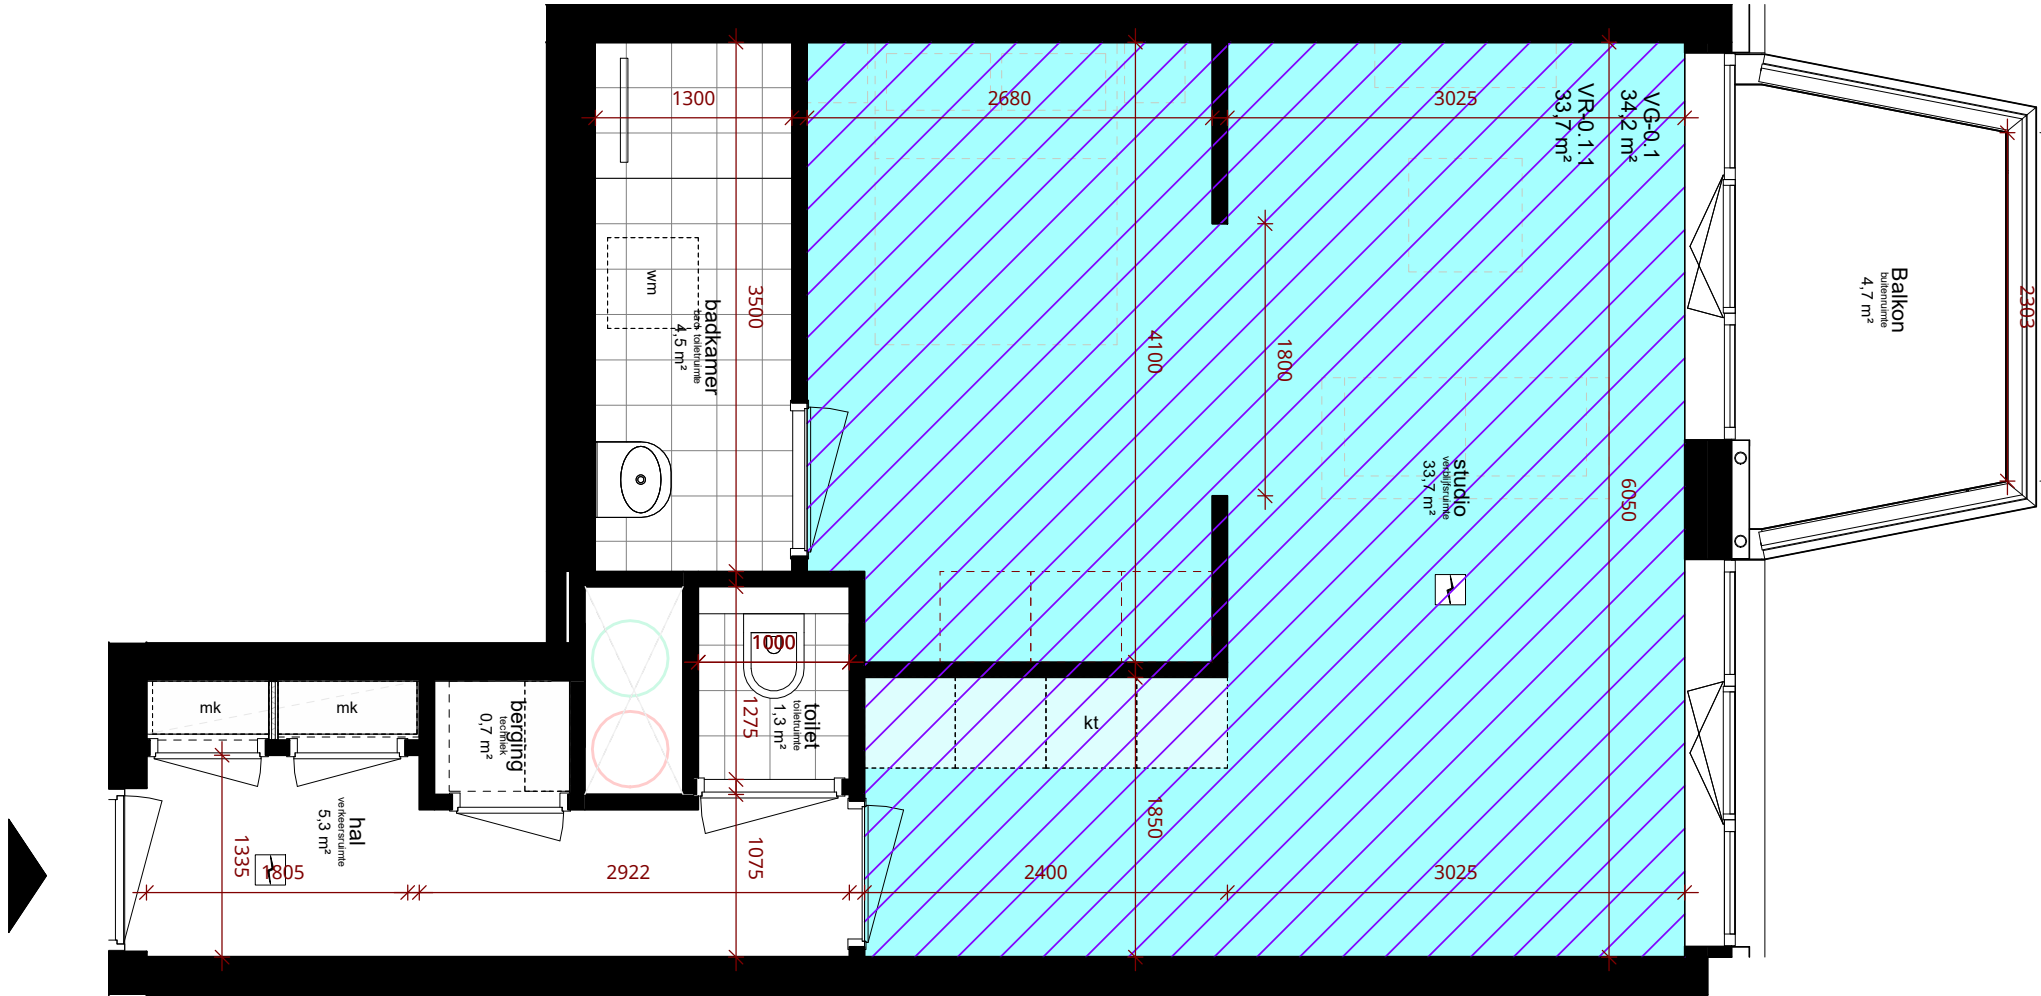 1300
2680
3025
VG-0.1
34,2 m²
VR-0.1.1
33,7 m²
wm
3500
badkamer
bad- toiletruimte
4,5 m²
4100
1800
Balkon
buitenruimte
4,7 m²
2303
studio
verblijfsruimte
33,7 m²
6050
1000
1275
toilet
toiletruimte
1,3 m²
mk
mk
berging
techniek
0,7 m²
kt
hal
verkeersruimte
5,3 m²
1335
1805
2922
1075
2400
1850
3025